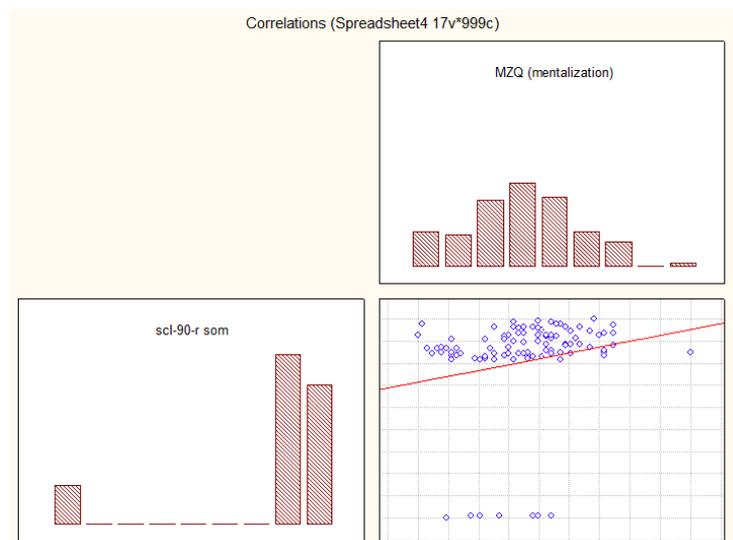 Correlations (Spreadsheet4 17v*999c)
MZQ (mentalization)
scl-90-r som